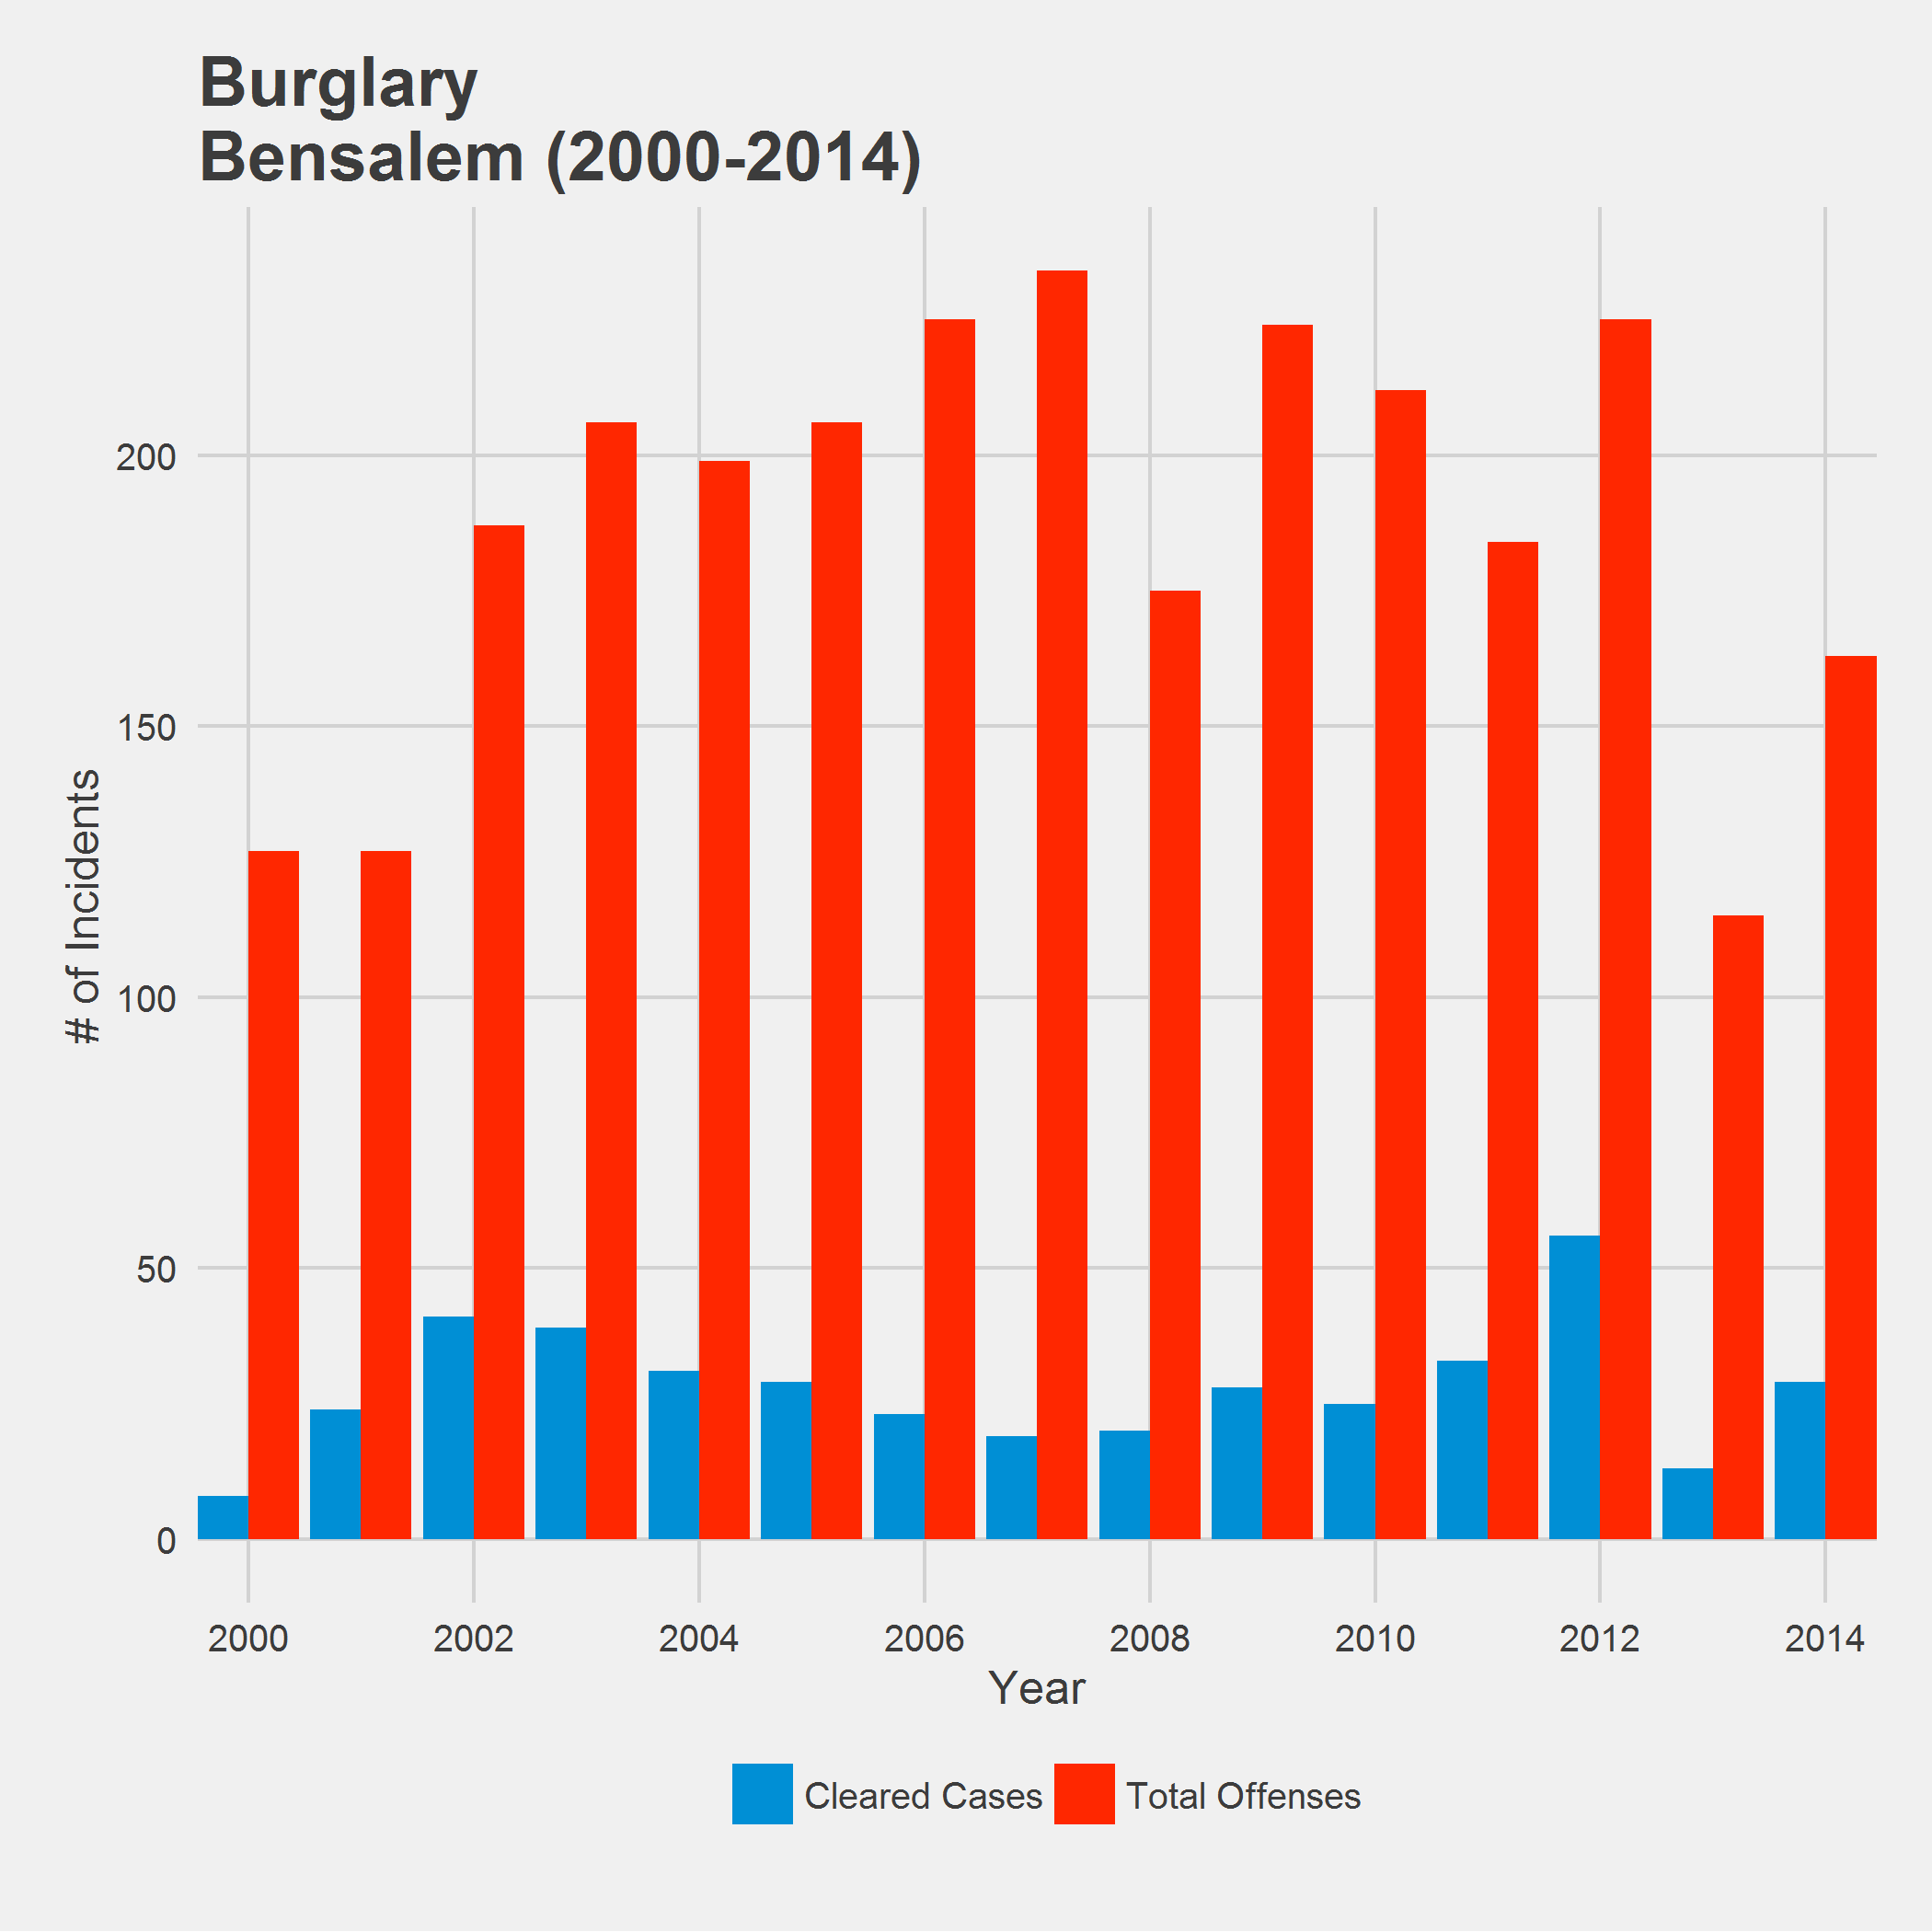 Burglary
Bensalem (2000-2014)
200
150
100
50
0
# of Incidents
2000 2002 2004 2006 2008 2010 2012 2014
Year
Cleared Cases Total Offenses